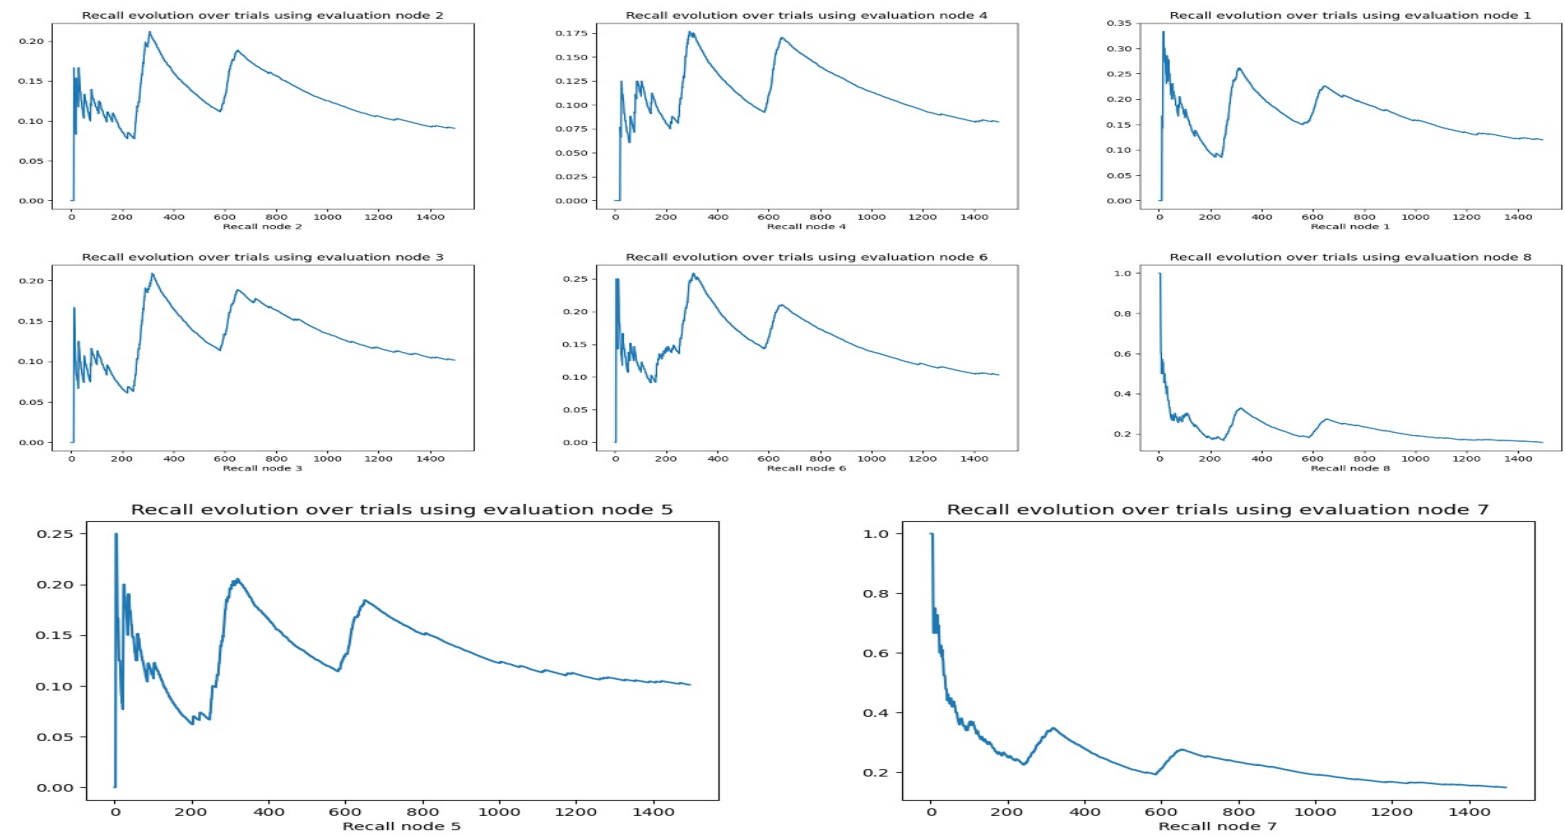 Recall evolution over trials using evaluation node 2
0.20
0.15
0.10
0.05
0.00
0 200 400 600 800 1000 1200 1400
Recall node 2
Recall evolution over trials using evaluation node 4
0.175
0.150
0.125
0.100
0.075
0.050
0.025
0.000
0 200 400 600 800 1000 1200 1400
Recall node 4
Recall evolution over trials using evaluation node 1
0.35
0.30
0.25
0.20
0.15
0.10
0.05
0.00
0 200 400 600 800 1000 1200 1400
Recall node 1
Recall evolution over trials using evaluation node 3
0.20
0.15
0.10
0.05
0.00
0 200 400 600 800 1000 1200 1400
Recall node 3
Recall evolution over trials using evaluation node 6
0.25
0.20
0.15
0.10
0.05
0.00
0 200 400 600 800 1000 1200 1400
Recall node 6
Recall evolution over trials using evaluation node 8
1.0
0.8
0.6
0.4
0.2
0 200 400 600 800 1000 1200 1400
Recall node 8
Recall evolution over trials using evaluation node 5
0.25
0.20
0.15
0.10
0.05
0.00
0 200 400 600 800 1000 1200 1400
Recall node 5
Recall evolution over trials using evaluation node 7
1.0
0.8
0.6
0.4
0.2
0 200 400 600 800 1000 1200 1400
Recall node 7